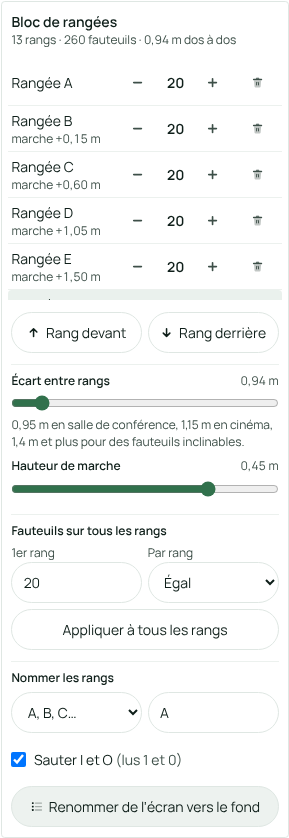 Bloc de rangées
13 rangs · 260 fauteuils · 0,94 m dos à dos
Rangée A
− 20 +
Rangée B
marche +0,15 m
− 20 +
Rangée C
marche +0,60 m
− 20 +
Rangée D
marche +1,05 m
− 20 +
Rangée E
marche +1,50 m
− 20 +
↑ Rang devant
↓ Rang derrière
Écart entre rangs 0,94 m
0,95 m en salle de conférence, 1,15 m en cinéma,
1,4 m et plus pour des fauteuils inclinables.
Hauteur de marche 0,45 m
Fauteuils sur tous les rangs
1er rang Par rang
20 Égal
Appliquer à tous les rangs
Nommer les rangs
A, B, C... A
Sauter I et O (lus 1 et 0)
Renommer de l'écran vers le fond